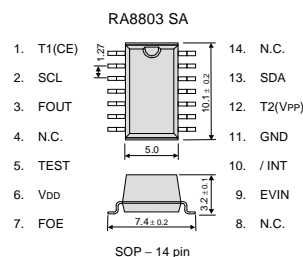 RA8803 SA
1. T1(CE)
2. SCL
3. FOUT
4. N.C.
5. TEST
6. VDD
7. FOE
1.27
10.1 ± 0.2
5.0
3.2 ± 0.1
7.4 ± 0.2
14. N.C.
13. SDA
12. T2(VPP)
11. GND
10. / INT
9. EVIN
8. N.C.
SOP – 14 pin